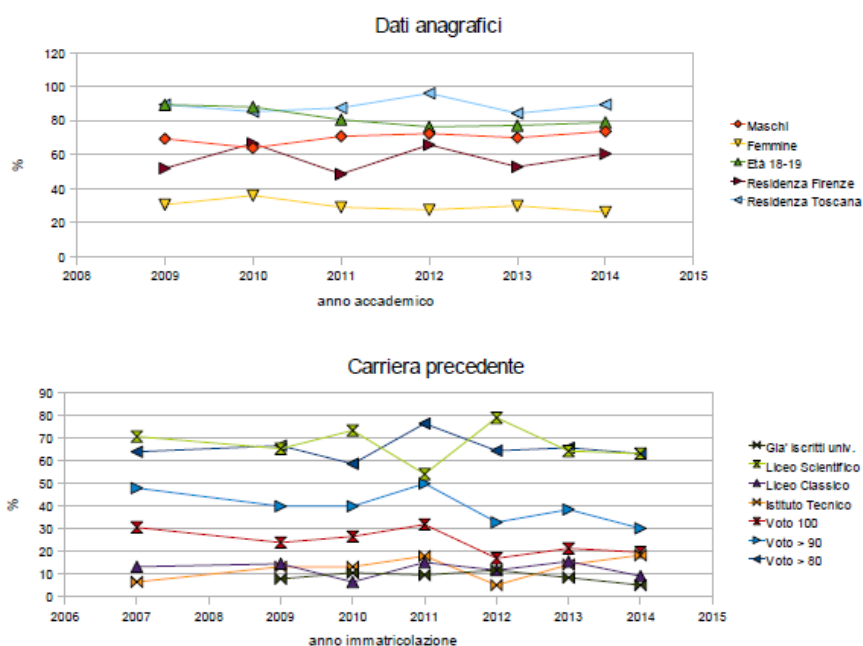 Dati anagrafici
120
100
80
60
40
20
0
%
2008 2009 2010 2011 2012 2013 2014 2015
anno accademico
Maschi
Femmine
Età 18-19
Residenza Firenze
Residenza Toscana
Carriera precedente
90
80
70
60
50
40
30
20
10
0
%
2006 2007 2008 2009 2010 2011 2012 2013 2014 2015
anno immatricolazione
Gia' iscritti univ.
Liceo Scientifico
Liceo Classico
Istituto Tecnico
Voto 100
Voto > 90
Voto > 80